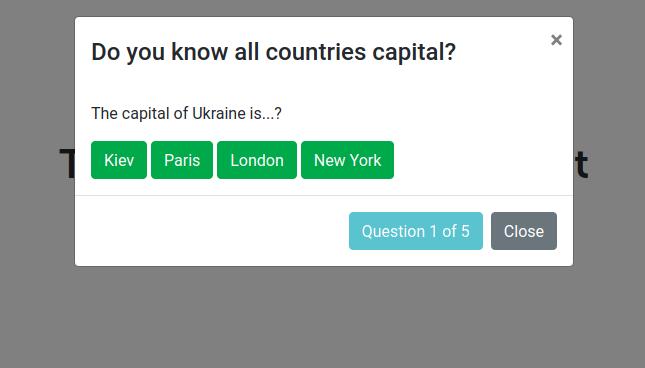 Do you know all countries capital?
×
The capital of Ukraine is...?
Kiev Paris London New York
Question 1 of 5 Close